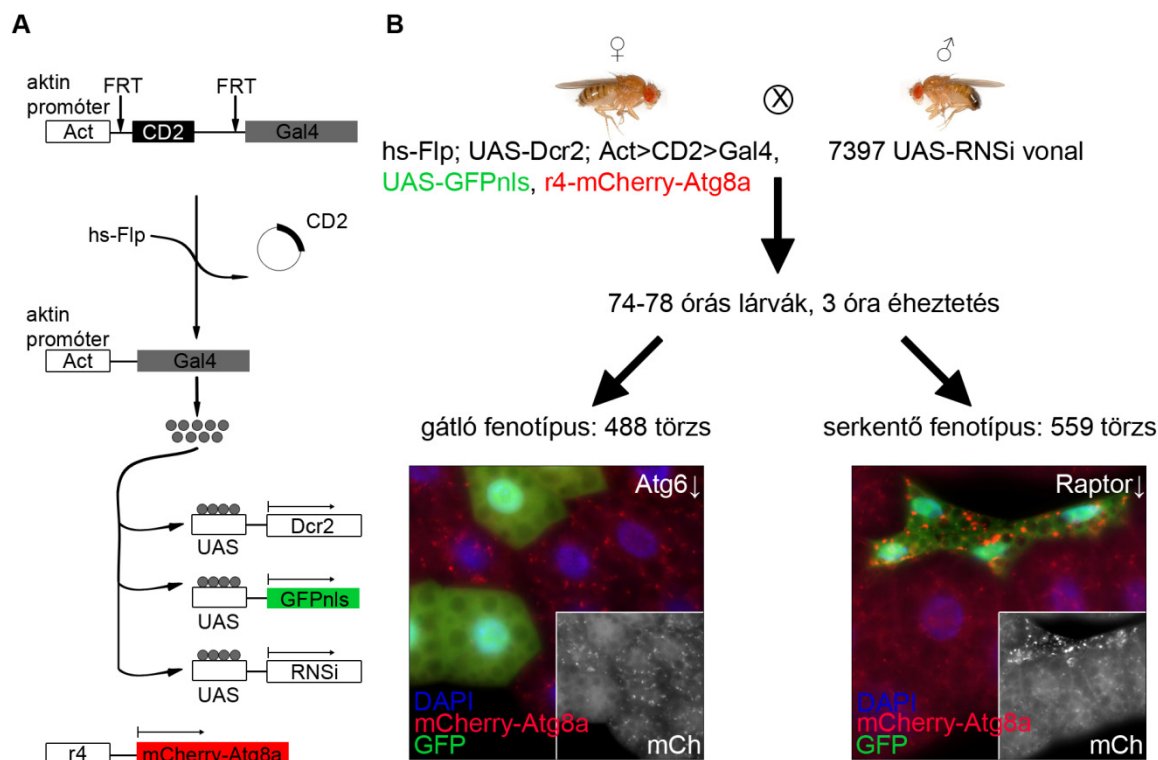 A
aktin
promóter
FRT
FRT
Act
CD2
Gal4
hs-Flp
CD2
aktin
promóter
Act
Gal4
UAS
Dcr2
UAS
GFPnls
UAS
RNSi
r4
mCherry-Atg8a
B
♀
♂
hs-Flp; UAS-Dcr2; Act>CD2>Gal4,
UAS-GFPnls, r4-mCherry-Atg8a
7397 UAS-RNSi vonal
74-78 órás lárvák, 3 óra éheztetés
gátló fenotípus: 488 törzs
serkentő fenotípus: 559 törzs
Atg6↓
DAPI
mCherry-Atg8a
GFP
mCh
Raptor↓
DAPI
mCherry-Atg8a
GFP
mCh